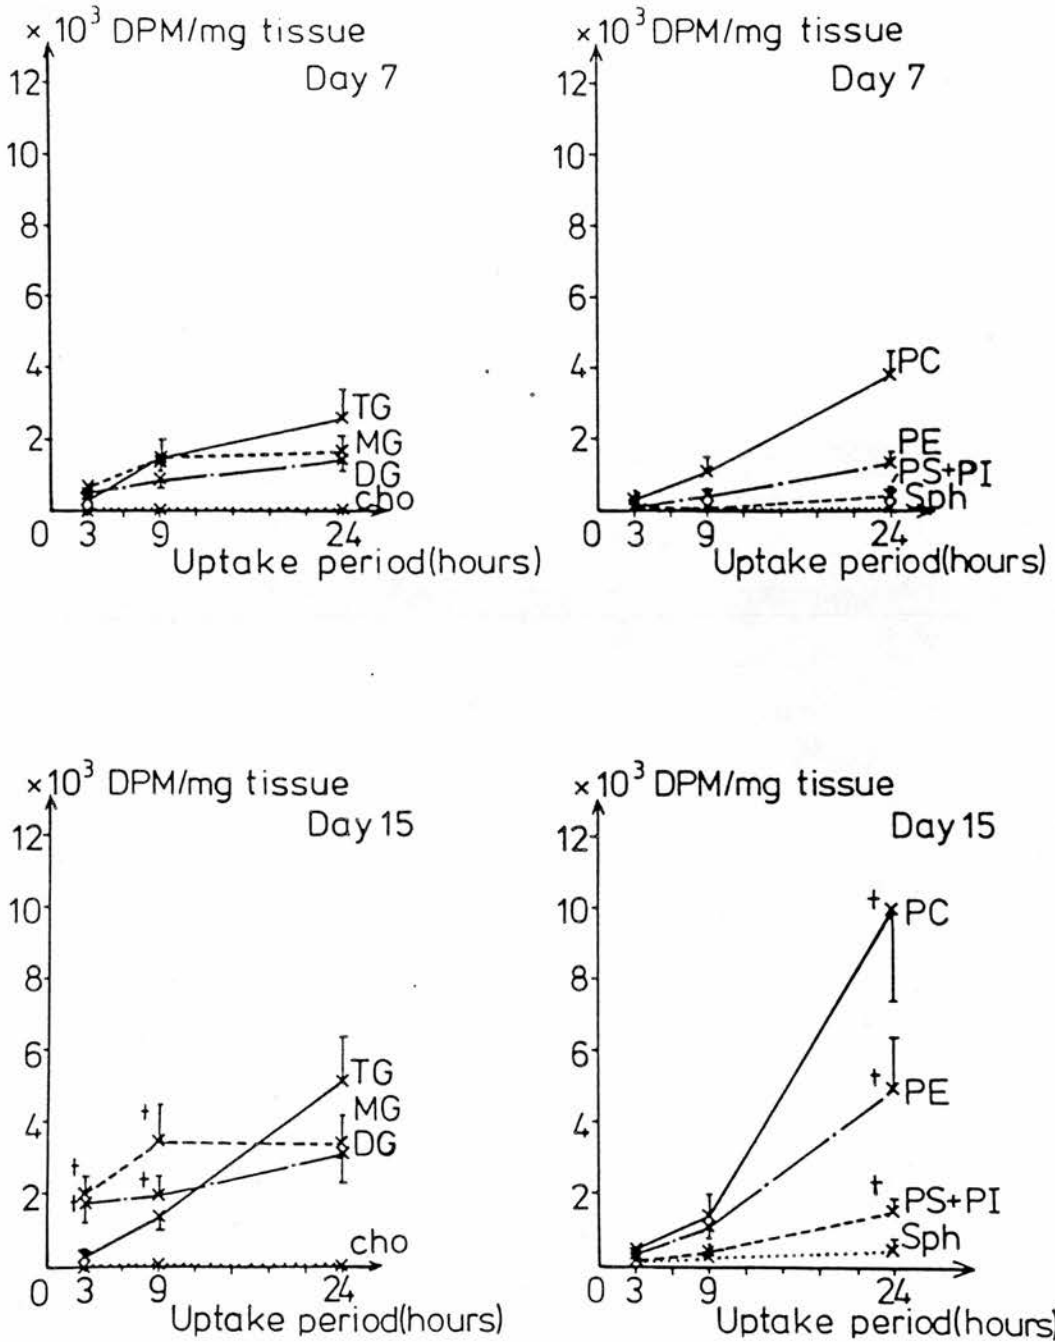 × 10³ DPM/mg tissue
Day 7
12
10
8
6
4
2
TG
MG
DG
cho
0 3 9 24
Uptake period(hours)
× 10³ DPM/mg tissue
Day 7
12
10
8
6
4
2
PC
PE
PS+PI
Sph
0 3 9 24
Uptake period(hours)
×10³ DPM/mg tissue
Day 15
12
10
8
6
4
2
†
†
†
†
TG
MG
DG
cho
0 3 9 24
Uptake period(hours)
×10³ DPM/mg tissue
Day 15
12
10
8
6
4
2
† PC
† PE
† PS+PI
Sph
0 3 9 24
Uptake period(hours)